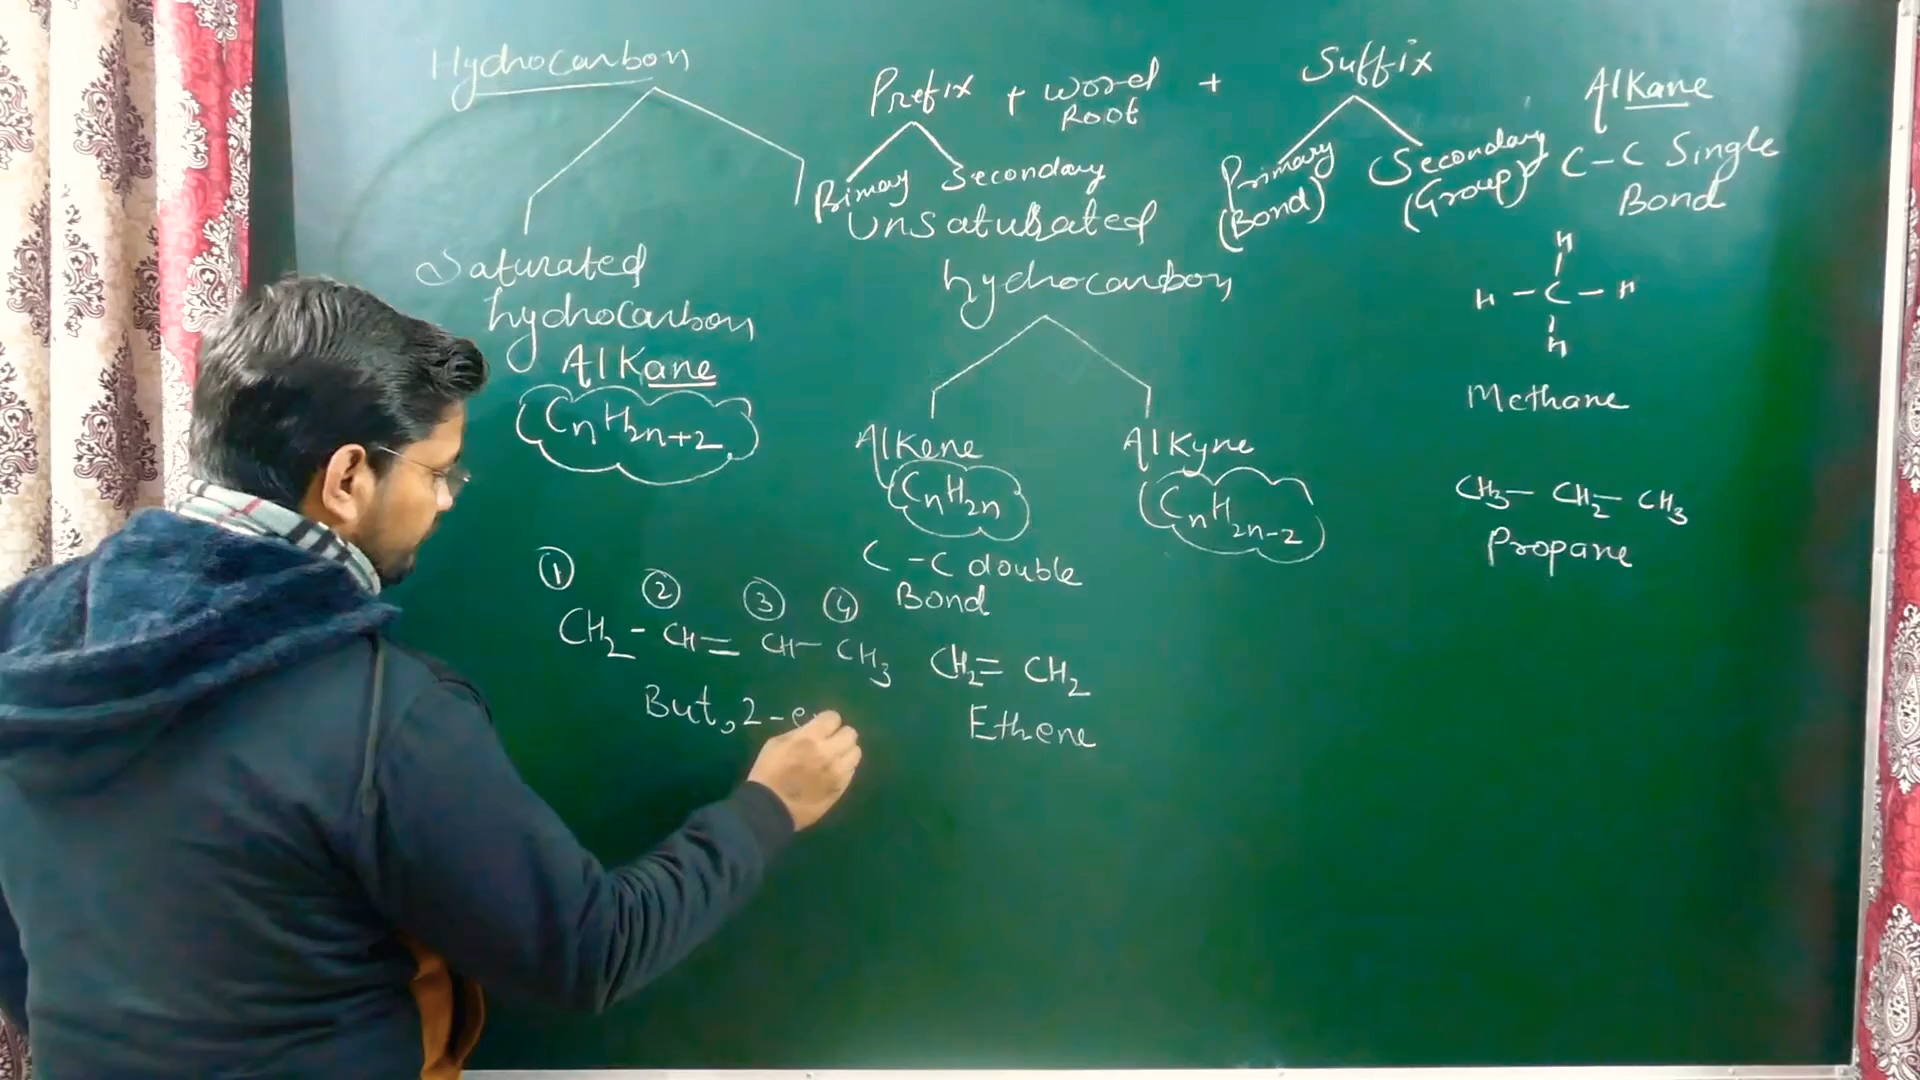 Hydrocarbon
Prefix + word Root + Suffix
Primary Secondary
Primary (Bond) Secondary (Group)
Alkane
C-C Single
Bond
Saturated
hydrocarbon
Alkane
CnH2n+2
Unsaturated
hydrocarbon
Alkene
CnH2n
C-C double
Bond
CH2=CH2
Ethene
Alkyne
CnH2n-2
H
H-C-H
H
Methane
CH3-CH2-CH3
Propane
① ② ③ ④
CH2-CH=CH-CH3
But,2-en